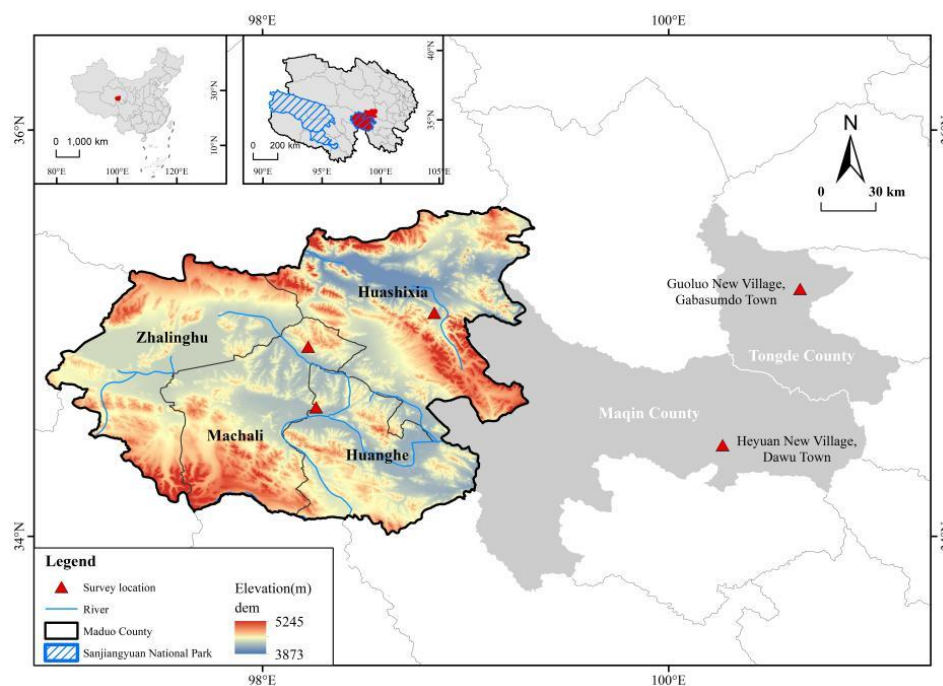 98°E
100°E
36°N
36°N
34°N
34°N
98°E
100°E
30°N
10°N
0 1,000 km
80°E
100°E
120°E
40°N
35°N
0 200 km
90°E
95°E
100°E
105°E
N
0 30 km
Huashixia
Zhalinghu
Machali
Huanghe
Guoluo New Village,
Gabasumdo Town
Tongde County
Maqin County
Heyuan New Village,
Dawu Town
Legend
Survey location
River
Maduo County
Sanjiangyuan National Park
Elevation(m)
dem
5245
3873